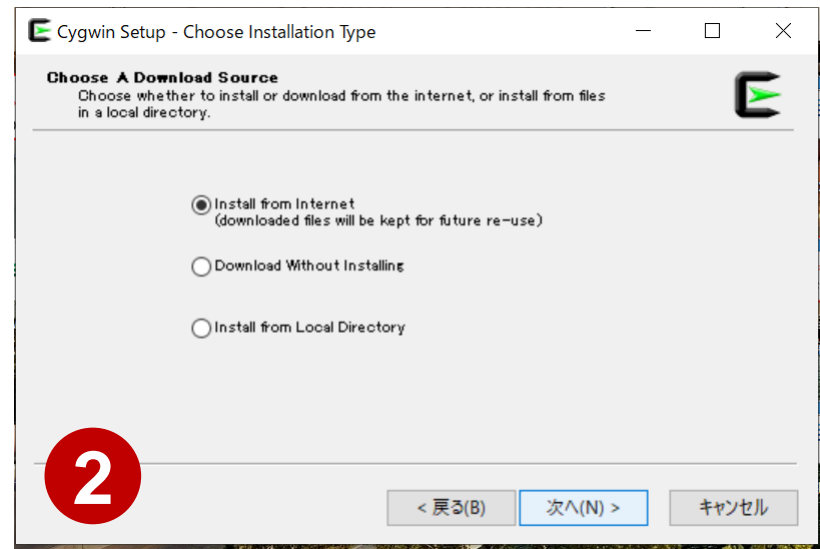 Cygwin Setup - Choose Installation Type
Choose A Download Source
Choose whether to install or download from the internet, or install from files
in a local directory.
Install from Internet
(downloaded files will be kept for future re-use)
Download Without Installing
Install from Local Directory
2
< 戻る(B)
次へ(N) >
キャンセル